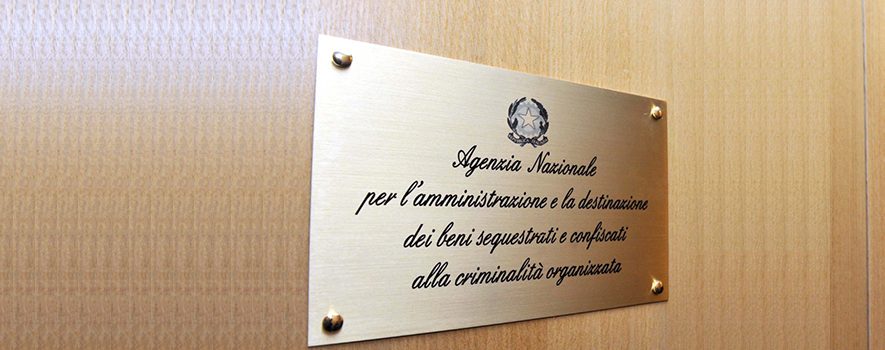 Agenzia Nazionale
per l'amministrazione e la destinazione
dei beni sequestrati e confiscati
alla criminalità organizzata